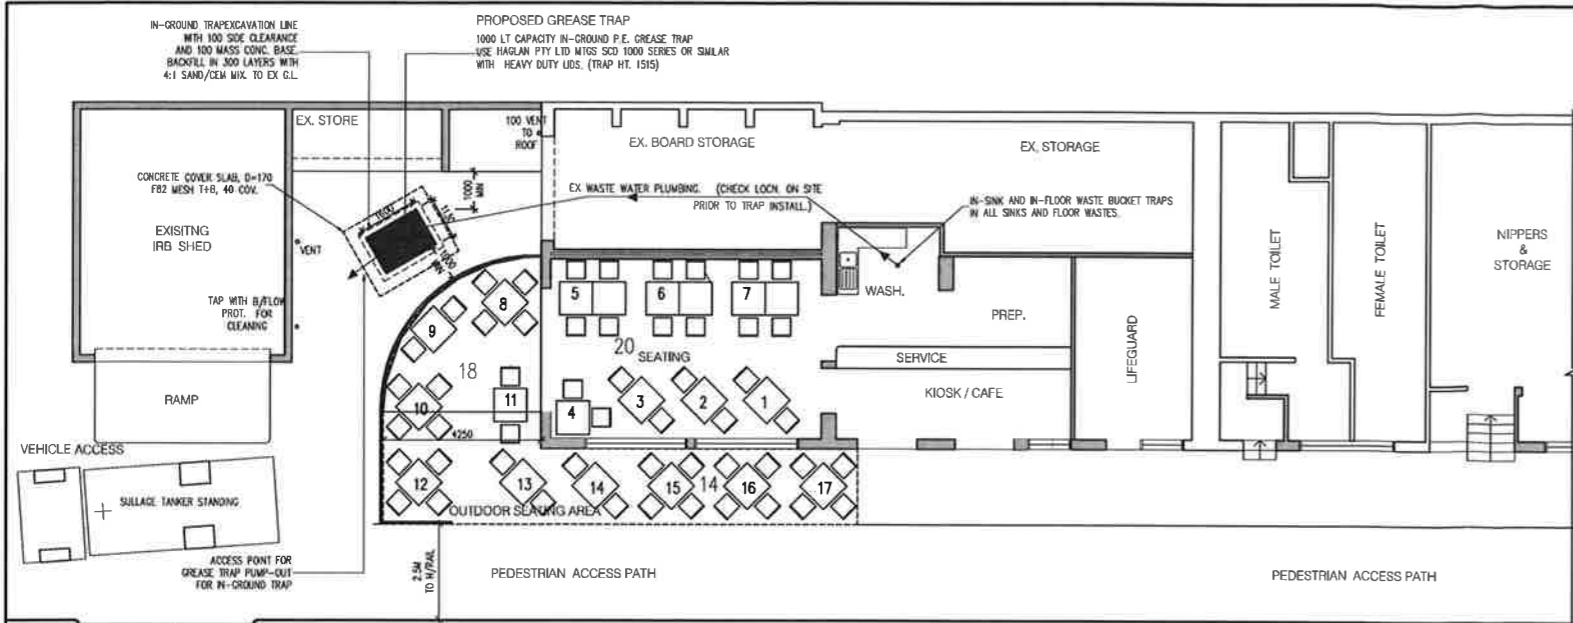 IN-GROUND TRAPEXCAVATION LINE
WITH 100 SIDE CLEARANCE
AND 100 MASS CONC. BASE.
BACKFILL IN 300 LAYERS WITH
4:1 SAND/CEM MIX. TO EX G.L.
PROPOSED GREASE TRAP
1000 LT CAPACITY IN-GROUND P.E. GREASE TRAP
USE HAGLAN PTY LTD MTGS SCD 1000 SERIES OR SIMILAR
WITH HEAVY DUTY LIDS. (TRAP HT. 1515)
EX. STORE
100 VENT
TO
ROOF
EX. BOARD STORAGE
EX. STORAGE
CONCRETE COVER SLAB, D=170
F82 MESH T+B, 40 COV.
1000
MIN
EX WASTE WATER PLUMBING. (CHECK LOCN. ON SITE
PRIOR TO TRAP INSTALL.)
IN-SINK AND IN-FLOOR WASTE BUCKET TRAPS
IN ALL SINKS AND FLOOR WASTES.
EXISITNG
IRB SHED
VENT
1000
MIN
TAP WITH B/FLOW
PROT. FOR
CLEANING
WASH.
PREP.
SERVICE
KIOSK / CAFE
LIFEGUARD
MALE TOILET
FEMALE TOILET
NIPPERS
&
STORAGE
5
6
7
8
9
20
SEATING
18
10
11
4
3
2
1
4250
RAMP
VEHICLE ACCESS
SULLAGE TANKER STANDING
12
13
14
15
14
16
17
OUTDOOR SEATING AREA
ACCESS POINT FOR
GREASE TRAP PUMP-OUT
FOR IN-GROUND TRAP
2.5M
TO H/RAIL
PEDESTRIAN ACCESS PATH
PEDESTRIAN ACCESS PATH